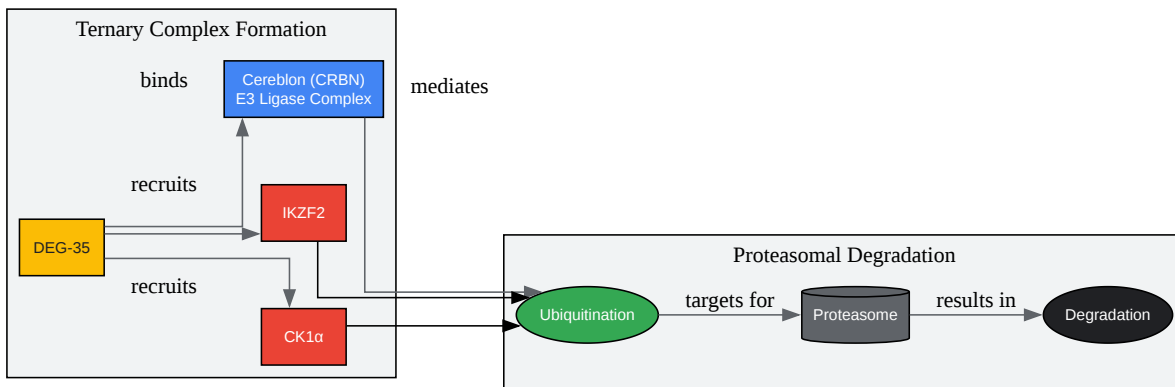 Ternary Complex Formation
binds
Cereblon (CRBN)
E3 Ligase Complex
mediates
recruits
IKZF2
DEG-35
recruits
CK1α
Proteasomal Degradation
Ubiquitination
targets for
Proteasome
results in
Degradation